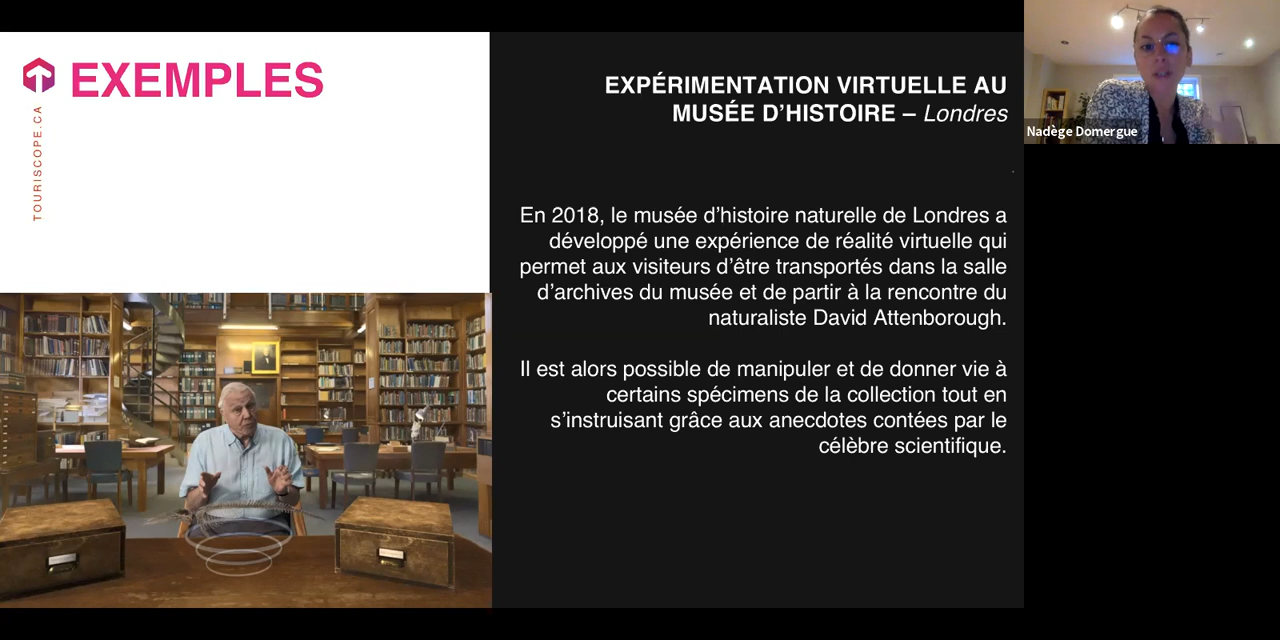 EXEMPLES
TOURISCOPE.CA
EXPÉRIMENTATION VIRTUELLE AU
MUSÉE D’HISTOIRE – Londres
En 2018, le musée d’histoire naturelle de Londres a
développé une expérience de réalité virtuelle qui
permet aux visiteurs d’être transportés dans la salle
d’archives du musée et de partir à la rencontre du
naturaliste David Attenborough.
Il est alors possible de manipuler et de donner vie à
certains spécimens de la collection tout en
s’instruisant grâce aux anecdotes contées par le
célèbre scientifique.
Nadège Domergue